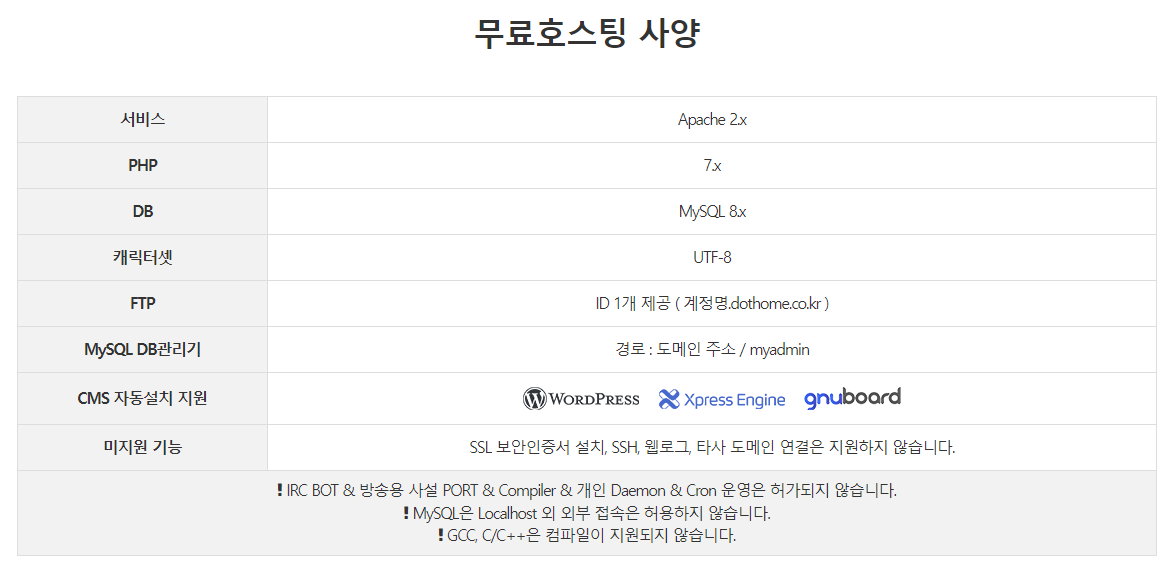 무료호스팅 사양
서비스
Apache 2.x
PHP
7.x
DB
MySQL 8.x
캐릭터셋
UTF-8
FTP
ID 1개 제공 ( 계정명.dothome.co.kr )
MySQL DB관리기
경로 : 도메인 주소 / myadmin
CMS 자동설치 지원
WORDPRESS Xpress Engine gnuboard
미지원 기능
SSL 보안인증서 설치, SSH, 웹로그, 타사 도메인 연결은 지원하지 않습니다.
! IRC BOT & 방송용 사설 PORT & Compiler & 개인 Daemon & Cron 운영은 허가되지 않습니다.
! MySQL은 Localhost 외 외부 접속은 허용하지 않습니다.
! GCC, C/C++은 컴파일이 지원되지 않습니다.